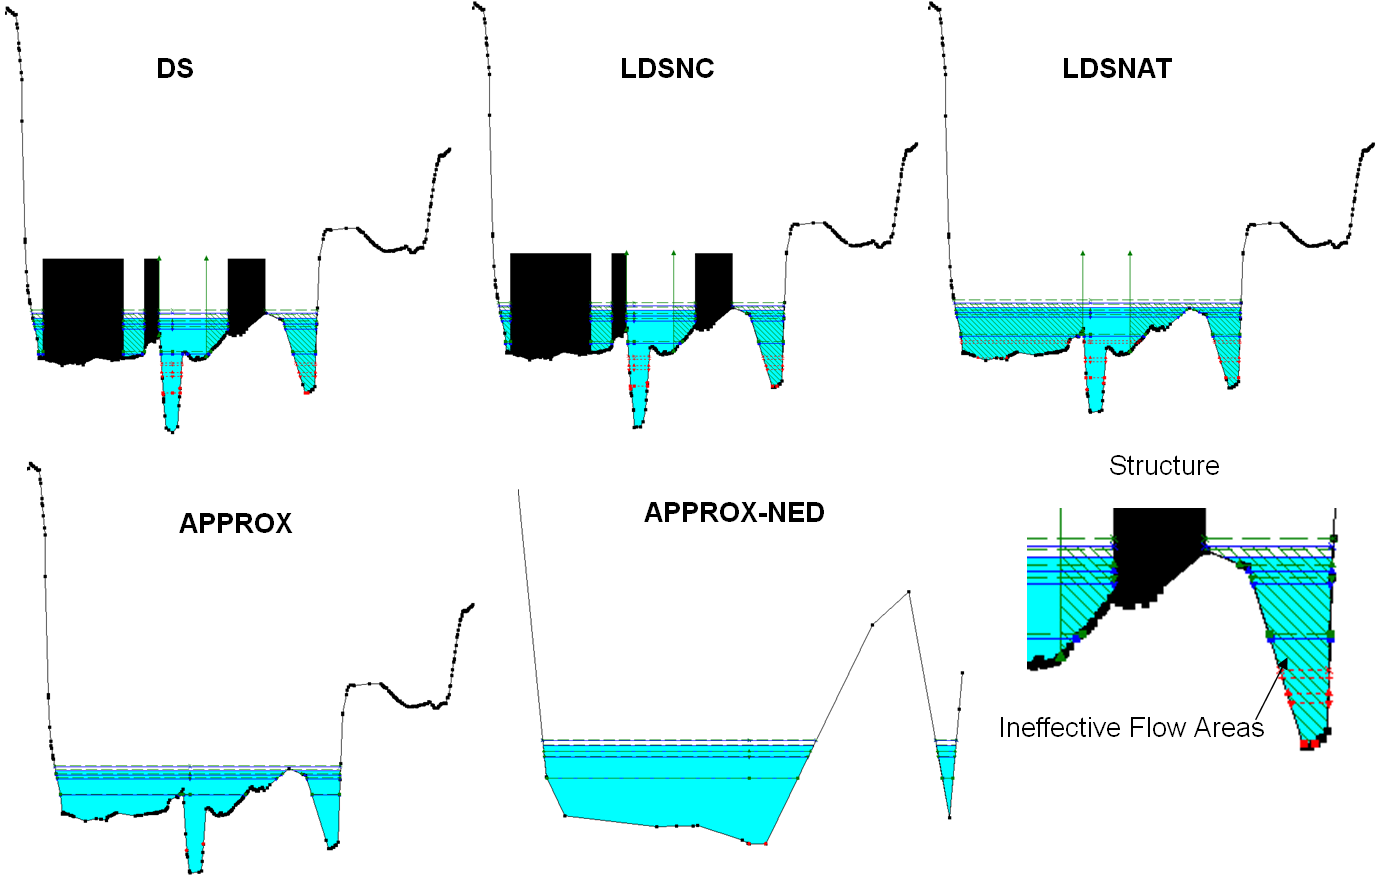 DS
LDSNC
LDSNAT
APPROX
APPROX-NED
Structure
Ineffective Flow Areas